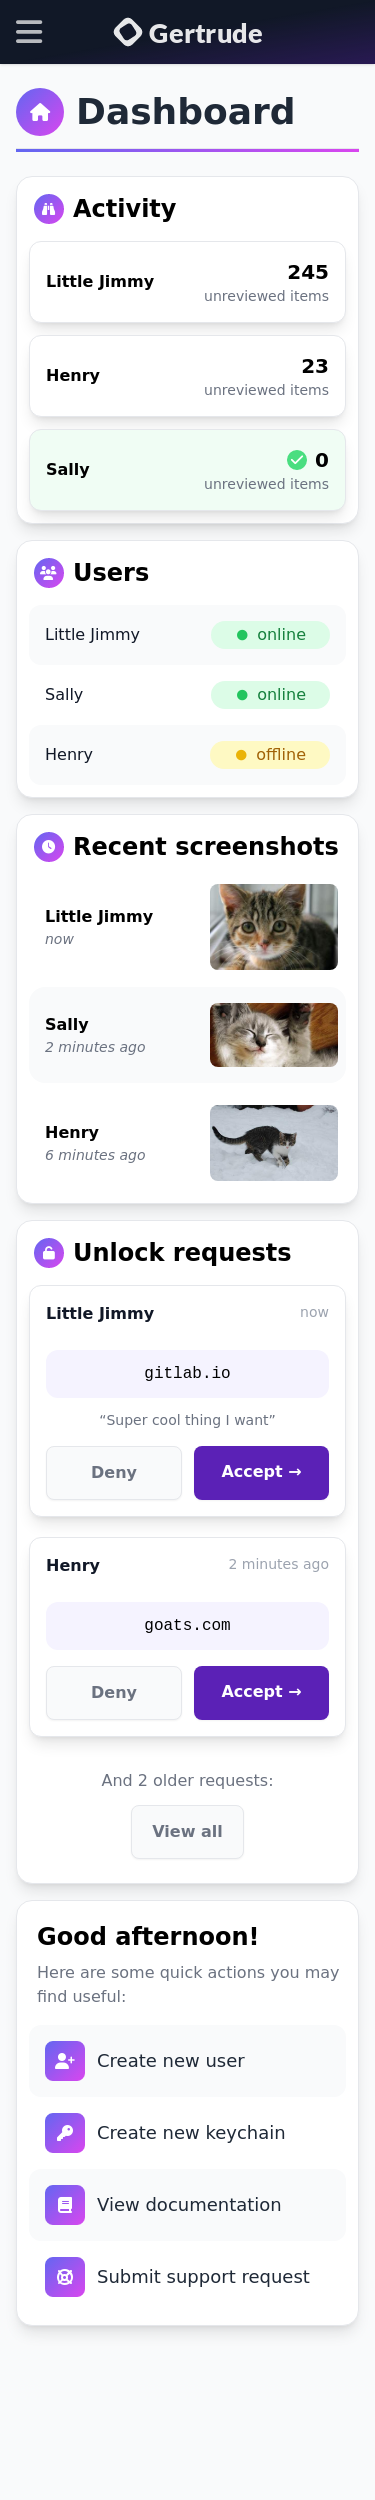 Gertrude
Dashboard
Activity
Little Jimmy
245
unreviewed items
Henry
23
unreviewed items
Sally
0
unreviewed items
Users
Little Jimmy
online
Sally
online
Henry
offline
Recent screenshots
Little Jimmy
now
Sally
2 minutes ago
Henry
6 minutes ago
Unlock requests
Little Jimmy
now
gitlab.io
“Super cool thing I want”
Deny
Accept →
Henry
2 minutes ago
goats.com
Deny
Accept →
And 2 older requests:
View all
Good afternoon!
Here are some quick actions you may
find useful:
Create new user
Create new keychain
View documentation
Submit support request